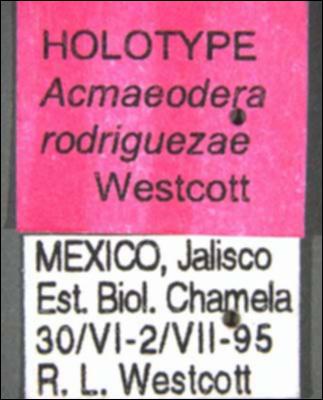 HOLOTYPE
Acmaeodera
rodriguezae
Westcott
MEXICO, Jalisco
Est. Biol. Chamela
30/VI-2/VII-95
R. L. Westcott